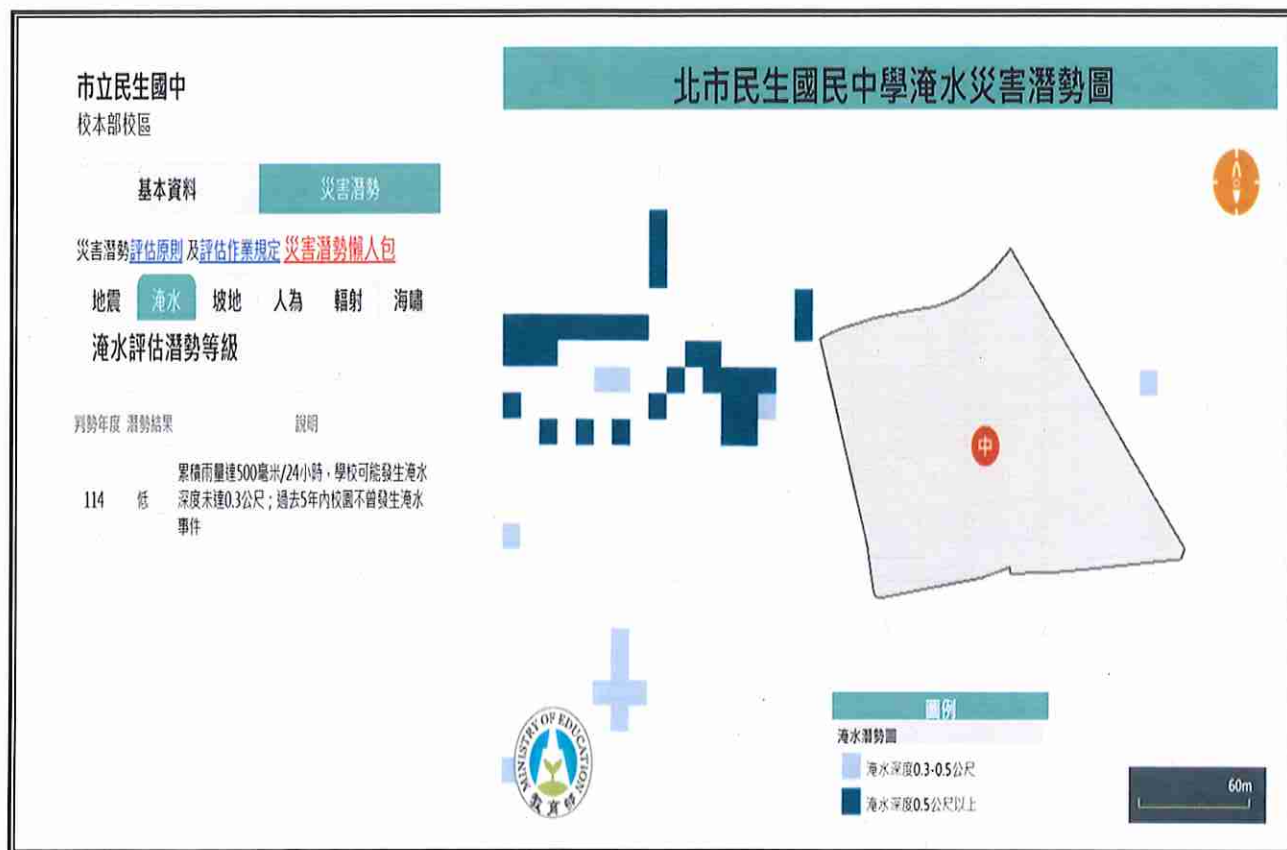 市立民生國中
校本部校區
基本資料
災害潛勢
災害潛勢評估原則 及評估作業規定 災害潛勢懶人包
地震
淹水
坡地
人為
輻射
海嘯
淹水評估潛勢等級
判勢年度 潛勢結果 說明
114 低
累積雨量達500毫米/24小時,學校可能發生淹水
深度未達0.3公尺;過去5年內校園不曾發生淹水
事件
北市民生國民中學淹水災害潛勢圖
中
MINISTRY OF EDUCATION
教育部
圖例
淹水潛勢圖
淹水深度0.3-0.5公尺
淹水深度0.5公尺以上
60m